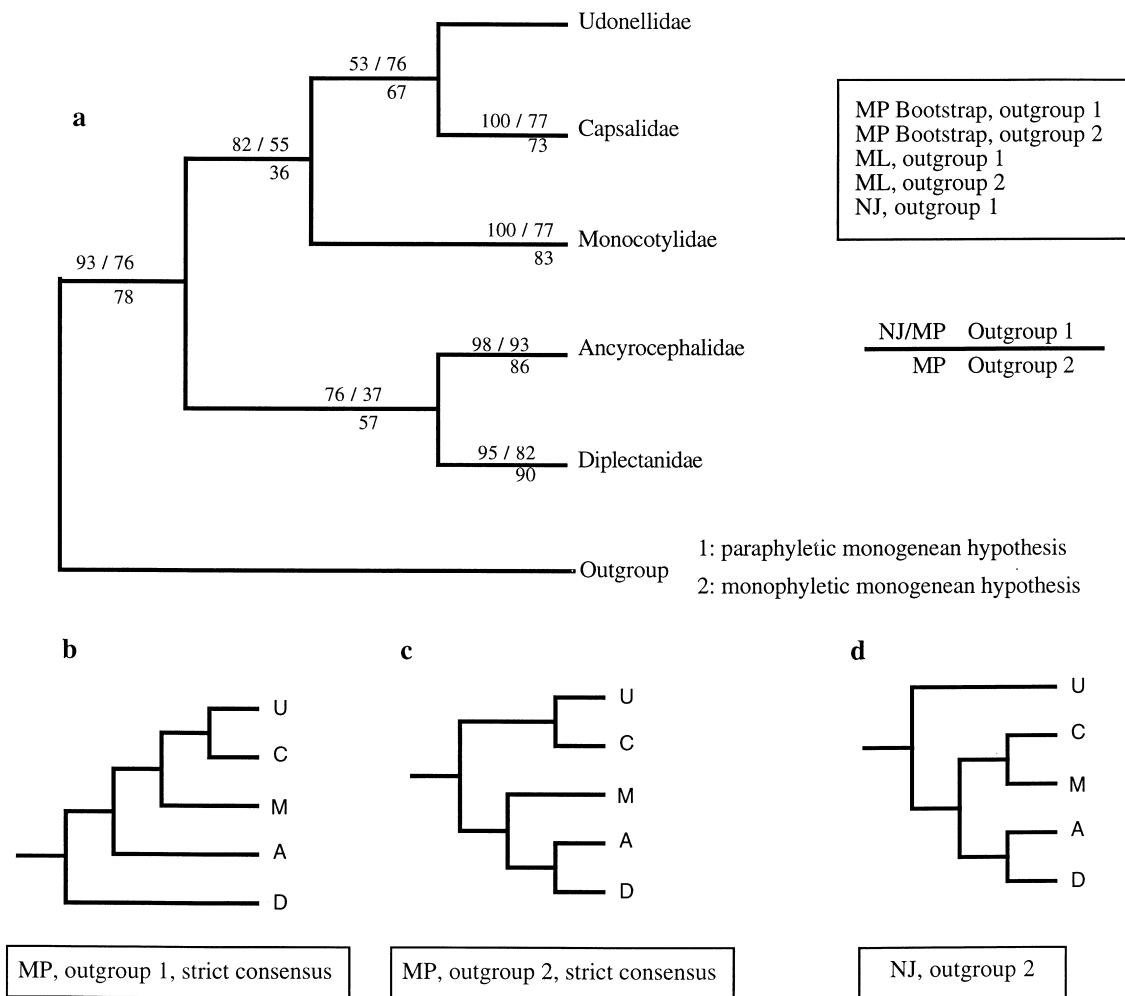 a
Udonellidae
53 / 76
67
100 / 77
Capsalidae
73
82 / 55
36
100 / 77
Monocotylidae
83
93 / 76
78
98 / 93
Ancyrocephalidae
86
76 / 37
57
95 / 82
Diplectanidae
90
Outgroup
MP Bootstrap, outgroup 1
MP Bootstrap, outgroup 2
ML, outgroup 1
ML, outgroup 2
NJ, outgroup 1
NJ/MP Outgroup 1
MP Outgroup 2
1: paraphyletic monogenean hypothesis
2: monophyletic monogenean hypothesis
b
U
C
M
A
D
MP, outgroup 1, strict consensus
c
U
C
M
A
D
MP, outgroup 2, strict consensus
d
U
C
M
A
D
NJ, outgroup 2